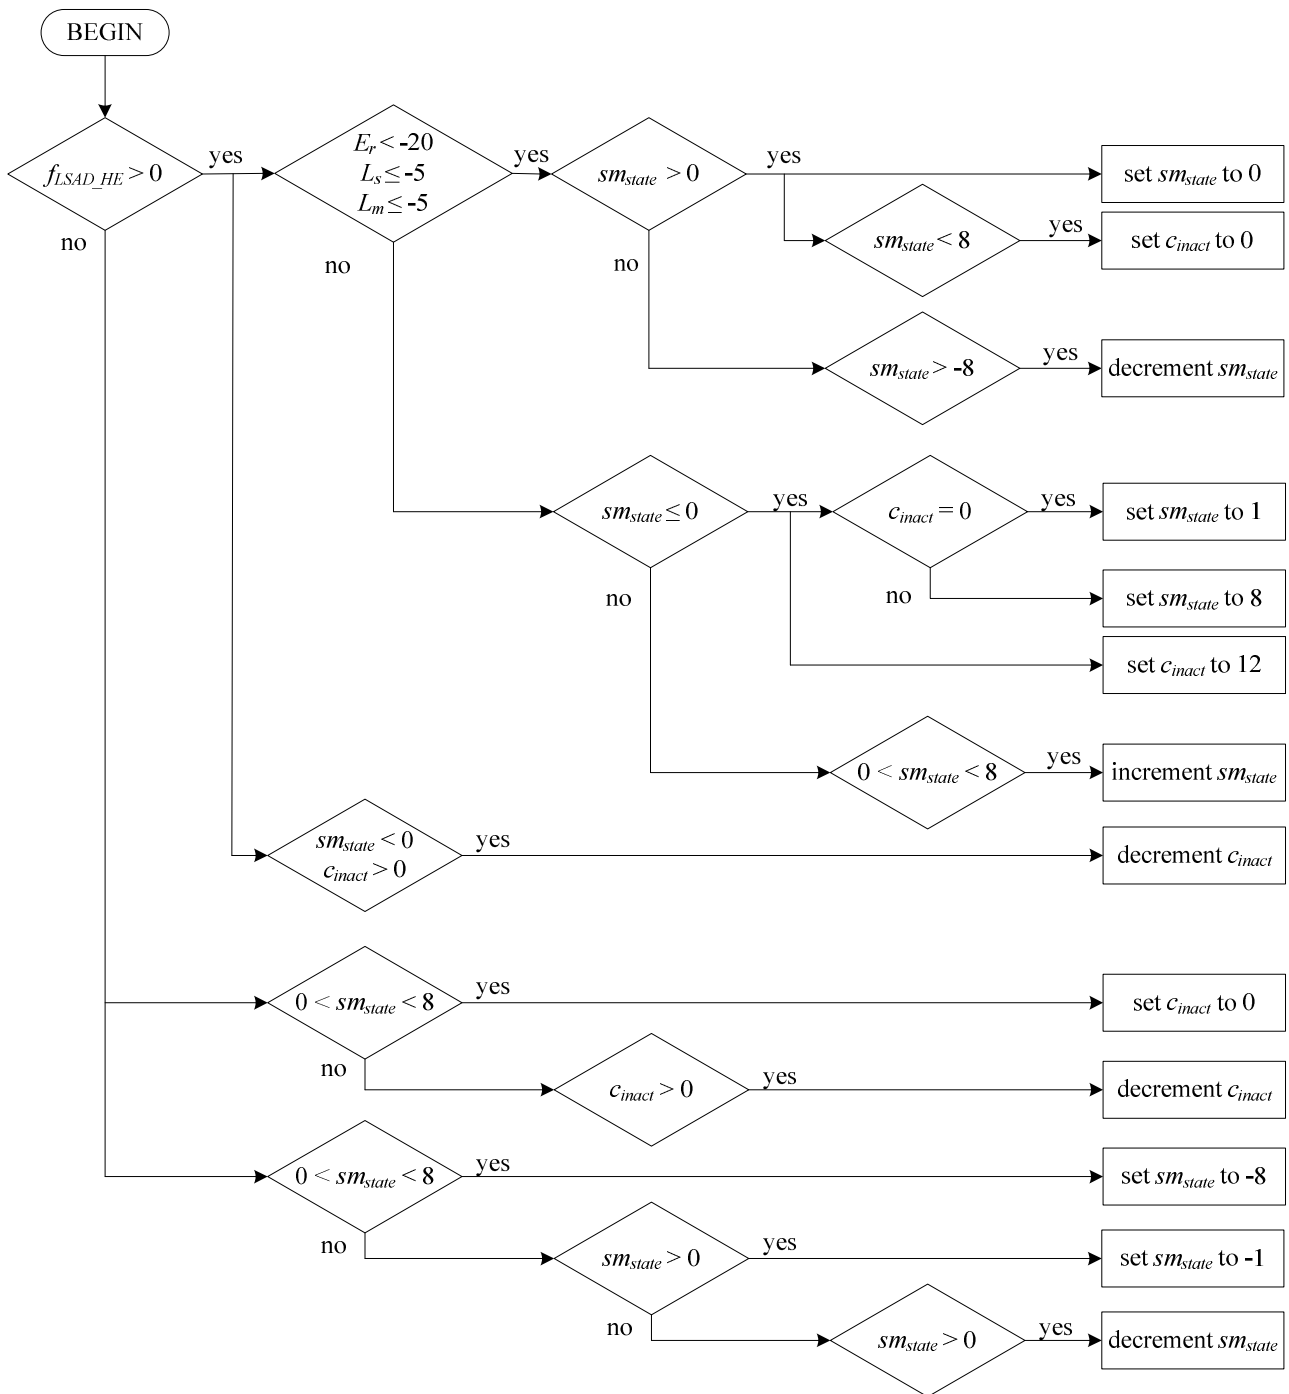 BEGIN
f_LSAD_HE > 0
yes
no
E_r < -20
L_s ≤ -5
L_m ≤ -5
yes
no
sm_state > 0
yes
no
set sm_state to 0
sm_state < 8
yes
set c_inact to 0
sm_state > -8
yes
decrement sm_state
sm_state ≤ 0
yes
no
c_inact = 0
yes
no
set sm_state to 1
set sm_state to 8
set c_inact to 12
0 < sm_state < 8
yes
increment sm_state
sm_state < 0
c_inact > 0
yes
decrement c_inact
0 < sm_state < 8
yes
no
set c_inact to 0
c_inact > 0
yes
decrement c_inact
0 < sm_state < 8
yes
no
set sm_state to -8
sm_state > 0
yes
no
set sm_state to -1
sm_state > 0
yes
decrement sm_state